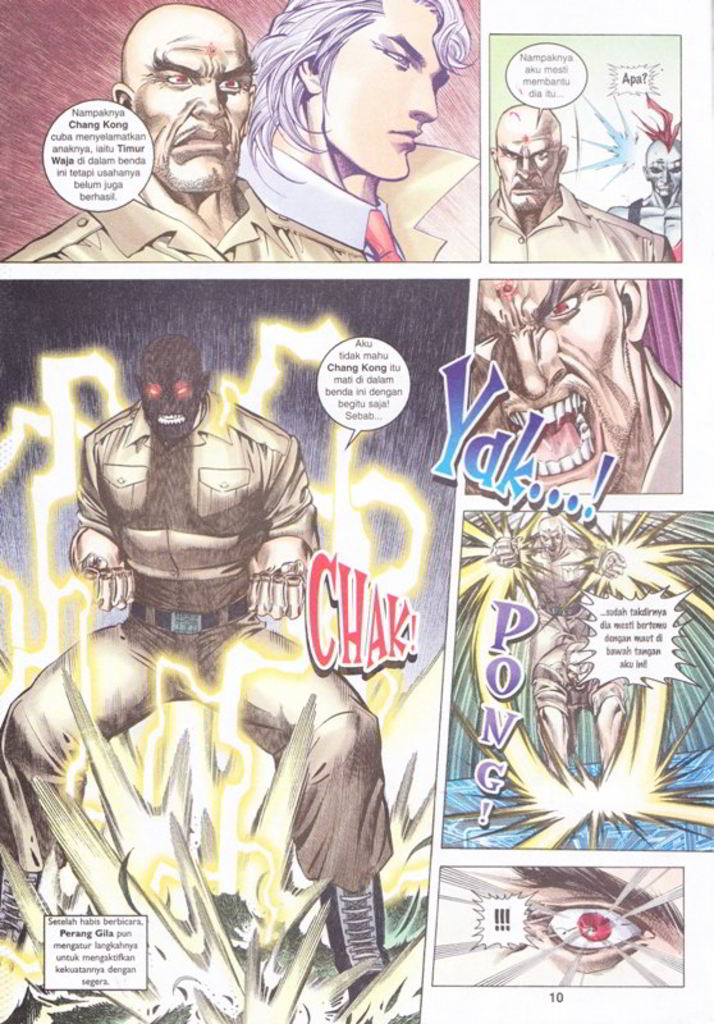 Nampaknya
Chang Kong
cuba menyelamatkan
anaknya, iaitu Timur
Waja di dalam benda
ini tetapi usahanya
belum juga
berhasil.
Nampaknya
aku mesti
membantu
dia itu...
Apa?
Aku
tidak mahu
Chang Kong itu
mati di dalam
benda ini dengan
begitu saja!
Sebab...
Yak....!
CHAK!
...sudah takdirnya
dia mesti bertemu
dengan maut di
bawah tangan
aku ini!
PONG!
Setelah habis berbicara,
Perang Gila pun
mengatur langkahnya
untuk mengaktifkan
kekuatannya dengan
segera.
!!!
10